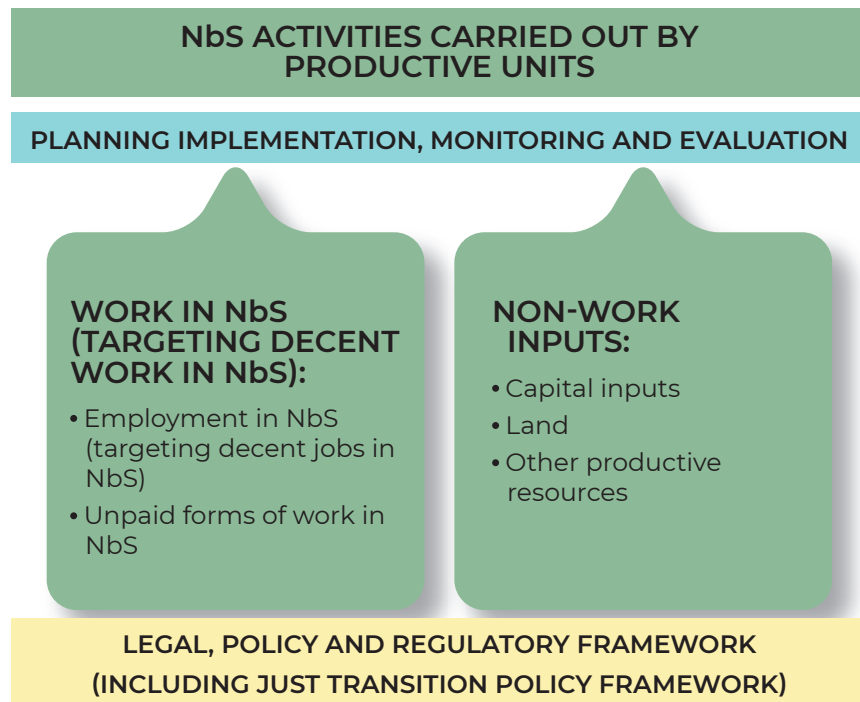 NbS ACTIVITIES CARRIED OUT BY
PRODUCTIVE UNITS
PLANNING IMPLEMENTATION, MONITORING AND EVALUATION
WORK IN NbS
(TARGETING DECENT
WORK IN NbS):
• Employment in NbS
(targeting decent jobs in
NbS)
• Unpaid forms of work in
NbS
NON-WORK
INPUTS:
• Capital inputs
• Land
• Other productive
resources
LEGAL, POLICY AND REGULATORY FRAMEWORK
(INCLUDING JUST TRANSITION POLICY FRAMEWORK)